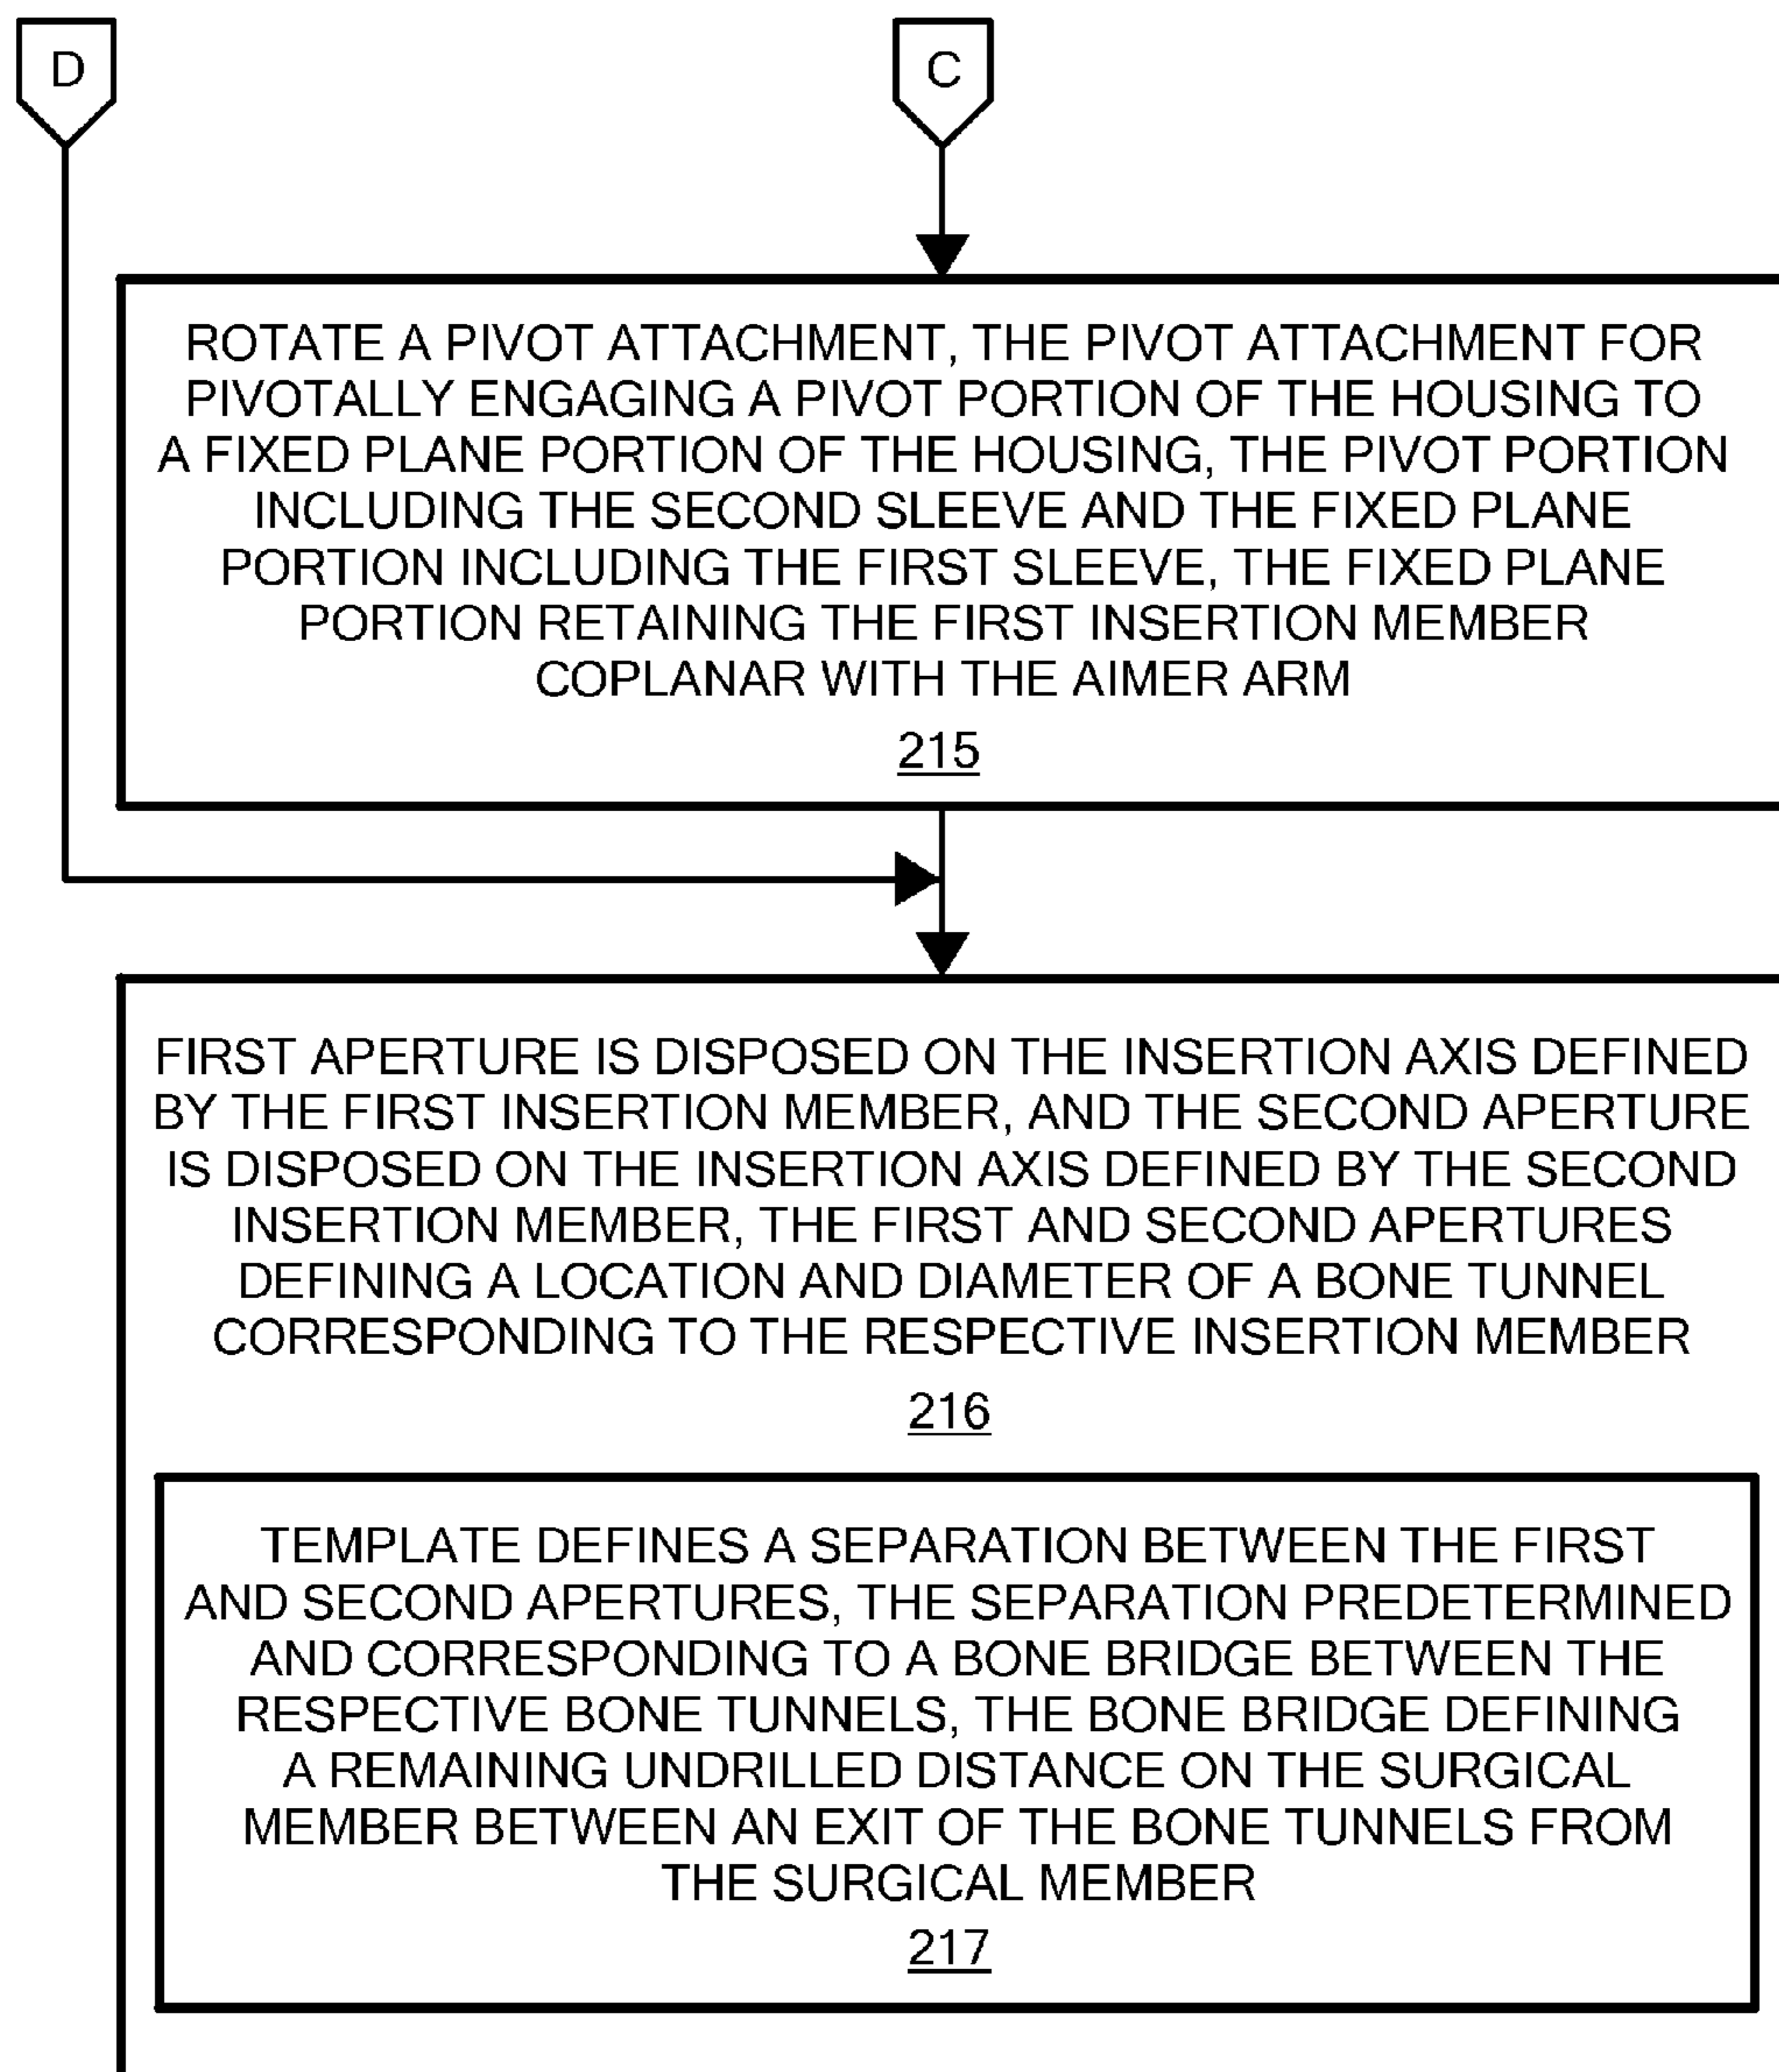 D
C
ROTATE A PIVOT ATTACHMENT, THE PIVOT ATTACHMENT FOR
PIVOTALLY ENGAGING A PIVOT PORTION OF THE HOUSING TO
A FIXED PLANE PORTION OF THE HOUSING, THE PIVOT PORTION
INCLUDING THE SECOND SLEEVE AND THE FIXED PLANE
PORTION INCLUDING THE FIRST SLEEVE, THE FIXED PLANE
PORTION RETAINING THE FIRST INSERTION MEMBER
COPLANAR WITH THE AIMER ARM
215
FIRST APERTURE IS DISPOSED ON THE INSERTION AXIS DEFINED
BY THE FIRST INSERTION MEMBER, AND THE SECOND APERTURE
IS DISPOSED ON THE INSERTION AXIS DEFINED BY THE SECOND
INSERTION MEMBER, THE FIRST AND SECOND APERTURES
DEFINING A LOCATION AND DIAMETER OF A BONE TUNNEL
CORRESPONDING TO THE RESPECTIVE INSERTION MEMBER
216
TEMPLATE DEFINES A SEPARATION BETWEEN THE FIRST
AND SECOND APERTURES, THE SEPARATION PREDETERMINED
AND CORRESPONDING TO A BONE BRIDGE BETWEEN THE
RESPECTIVE BONE TUNNELS, THE BONE BRIDGE DEFINING
A REMAINING UNDRILLED DISTANCE ON THE SURGICAL
MEMBER BETWEEN AN EXIT OF THE BONE TUNNELS FROM
THE SURGICAL MEMBER
217